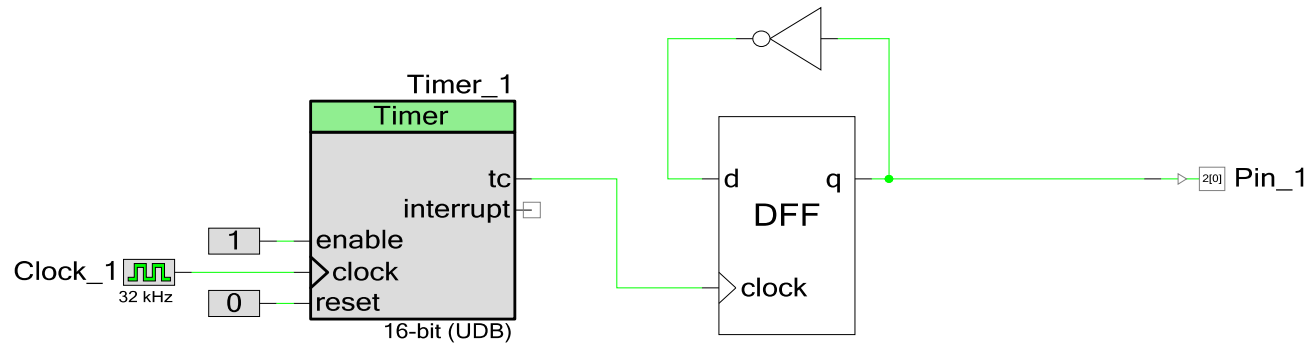 Timer_1
Timer
tc
interrupt
1
enable
Clock_1
clock
32 kHz
0
reset
16-bit (UDB)
d
q
DFF
clock
2[0]
Pin_1